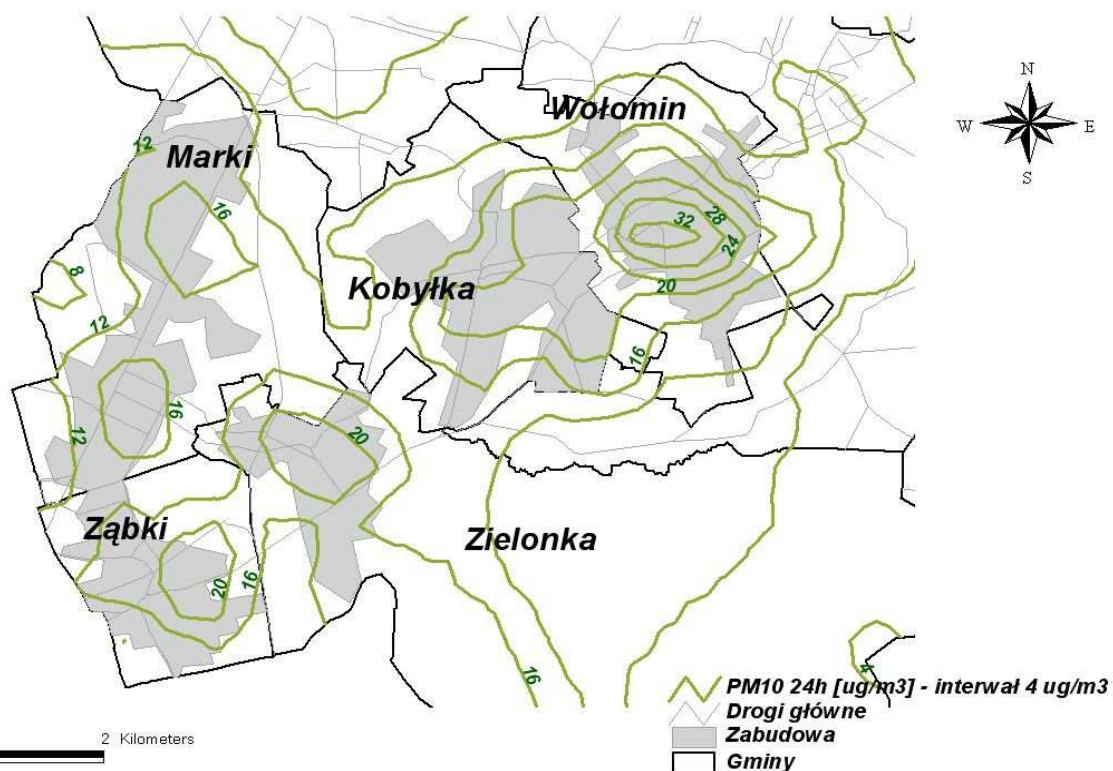 N
W E
S
Wołomin
Marki
12
16
32
28
24
8
Kobyłka
20
12
16
16
12
20
Ząbki
Zielonka
20
16
16
4
PM10 24h [ug/m3] - interwał 4 ug/m3
Drogi główne
Zabudowa
Gminy
2 Kilometers